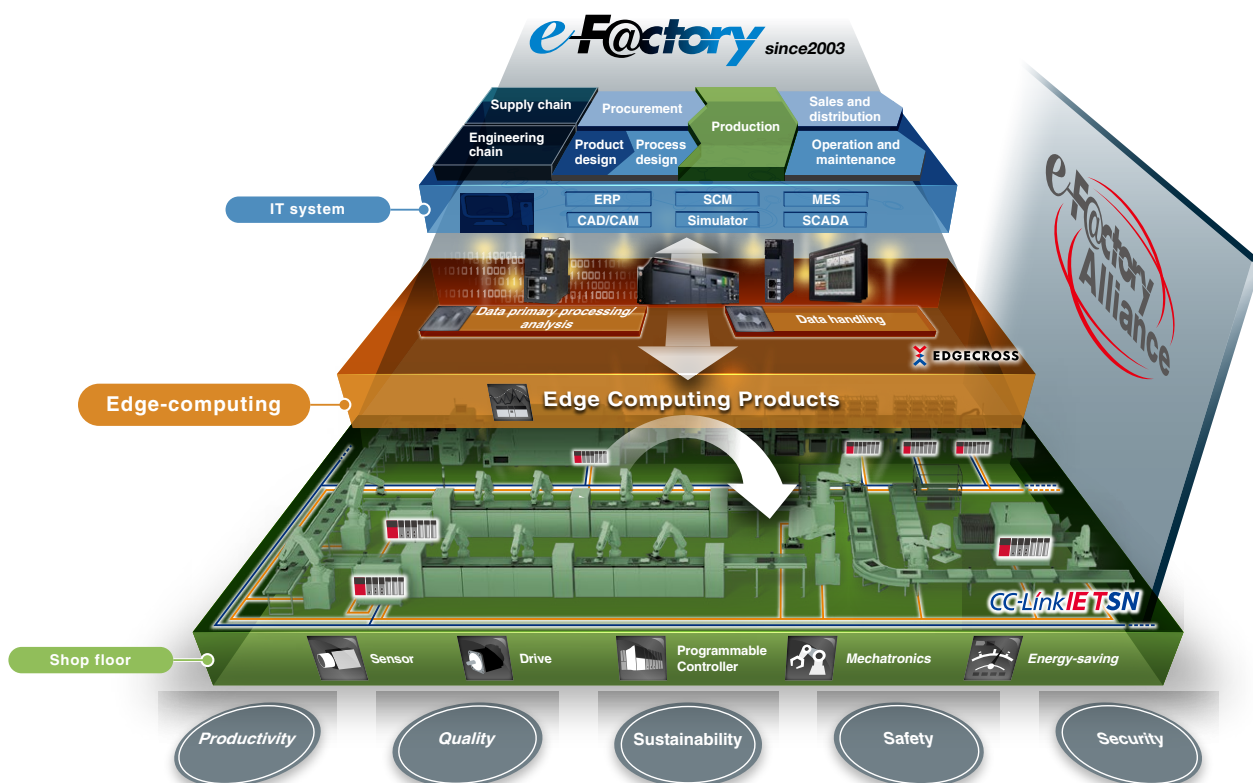 e-F@ctory since2003
Supply chain
Procurement
Production
Sales and
distribution
Engineering
chain
Product
design
Process
design
Operation and
maintenance
IT system
ERP
SCM
MES
CAD/CAM
Simulator
SCADA
e-F@ctory
Alliance
Data primary processing/
analysis
Data handling
EDGECROSS
Edge-computing
Edge Computing Products
CC-Link IE TSN
Shop floor
Sensor
Drive
Programmable
Controller
Mechatronics
Energy-saving
Productivity
Quality
Sustainability
Safety
Security